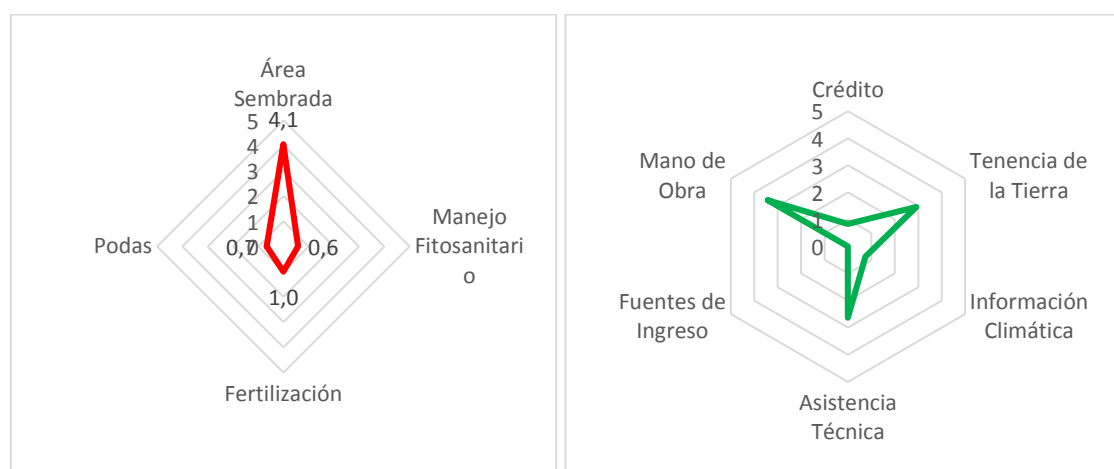 Área
Sembrada
4,1
5
4
3
2
1
0
0,7
0,6
1,0
Podas
Manejo
Fitosanitari
o
Fertilización
Crédito
5
4
3
2
1
0
Mano de
Obra
Tenencia de
la Tierra
Fuentes de
Ingreso
Información
Climática
Asistencia
Técnica